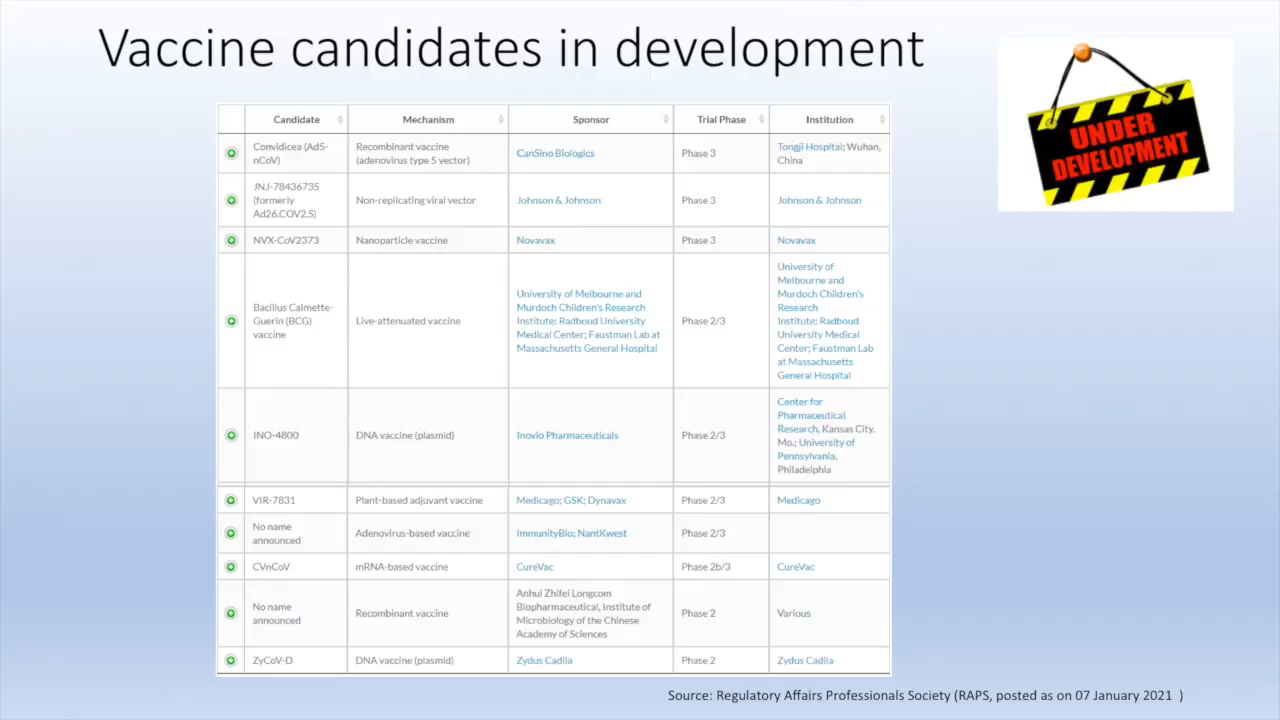 Vaccine candidates in development
UNDER
DEVELOPMENT
Candidate Mechanism Sponsor Trial Phase Institution
Convidicea (Ad5-
nCoV)
Recombinant vaccine
(adenovirus type 5 vector)
CanSino Biologics
Phase 3
Tongji Hospital; Wuhan,
China
JNJ-78436735
(formerly
Ad26.COV2.S)
Non-replicating viral vector
Johnson & Johnson
Phase 3
Johnson & Johnson
NVX-CoV2373
Nanoparticle vaccine
Novavax
Phase 3
Novavax
Bacillus Calmette-
Guerin (BCG)
vaccine
Live-attenuated vaccine
University of Melbourne and
Murdoch Children's Research
Institute; Radboud University
Medical Center; Faustman Lab at
Massachusetts General Hospital
Phase 2/3
University of
Melbourne and
Murdoch Children's
Research
Institute; Radboud
University Medical
Center; Faustman Lab
at Massachusetts
General Hospital
INO-4800
DNA vaccine (plasmid)
Inovio Pharmaceuticals
Phase 2/3
Center for
Pharmaceutical
Research, Kansas City.
Mo.; University of
Pennsylvania,
Philadelphia
VIR-7831
Plant-based adjuvant vaccine
Medicago; GSK; Dynavax
Phase 2/3
Medicago
No name
announced
Adenovirus-based vaccine
ImmunityBio; NantKwest
Phase 2/3
CVnCoV
mRNA-based vaccine
CureVac
Phase 2b/3
CureVac
No name
announced
Recombinant vaccine
Anhui Zhifei Longcom
Biopharmaceutical, Institute of
Microbiology of the Chinese
Academy of Sciences
Phase 2
Various
ZyCoV-D
DNA vaccine (plasmid)
Zydus Cadila
Phase 2
Zydus Cadila
Source: Regulatory Affairs Professionals Society (RAPS, posted as on 07 January 2021 )